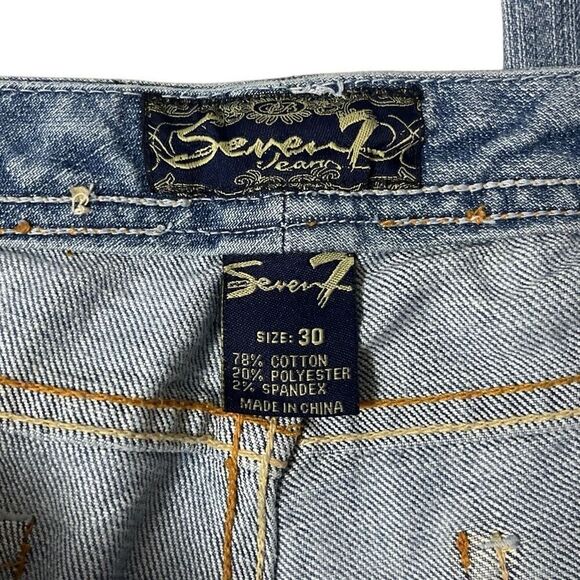 Seven7
Jeans
Seven7
SIZE: 30
78% COTTON
20% POLYESTER
2% SPANDEX
MADE IN CHINA